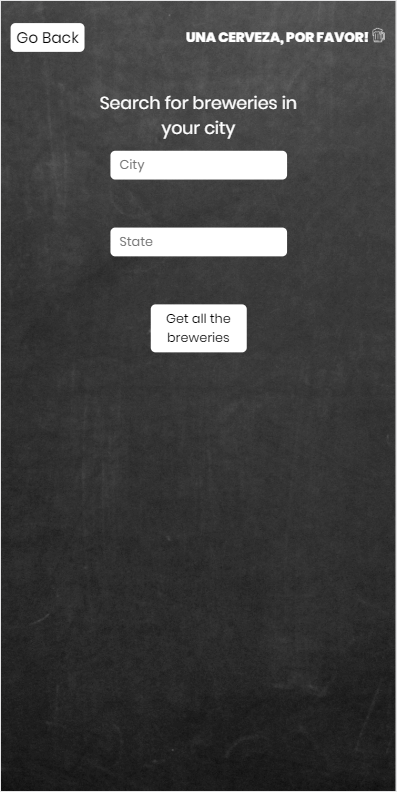 Go Back
UNA CERVEZA, POR FAVOR!
Search for breweries in
your city
City
State
Get all the
breweries